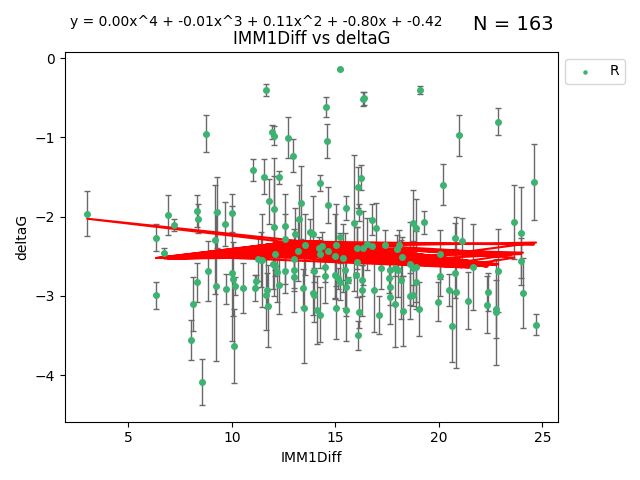 y = 0.00x^4 + -0.01x^3 + 0.11x^2 + -0.80x + -0.42
N = 163
IMM1Diff vs deltaG
R
deltaG
0
−1
−2
−3
−4
5 10 15 20 25
IMM1Diff